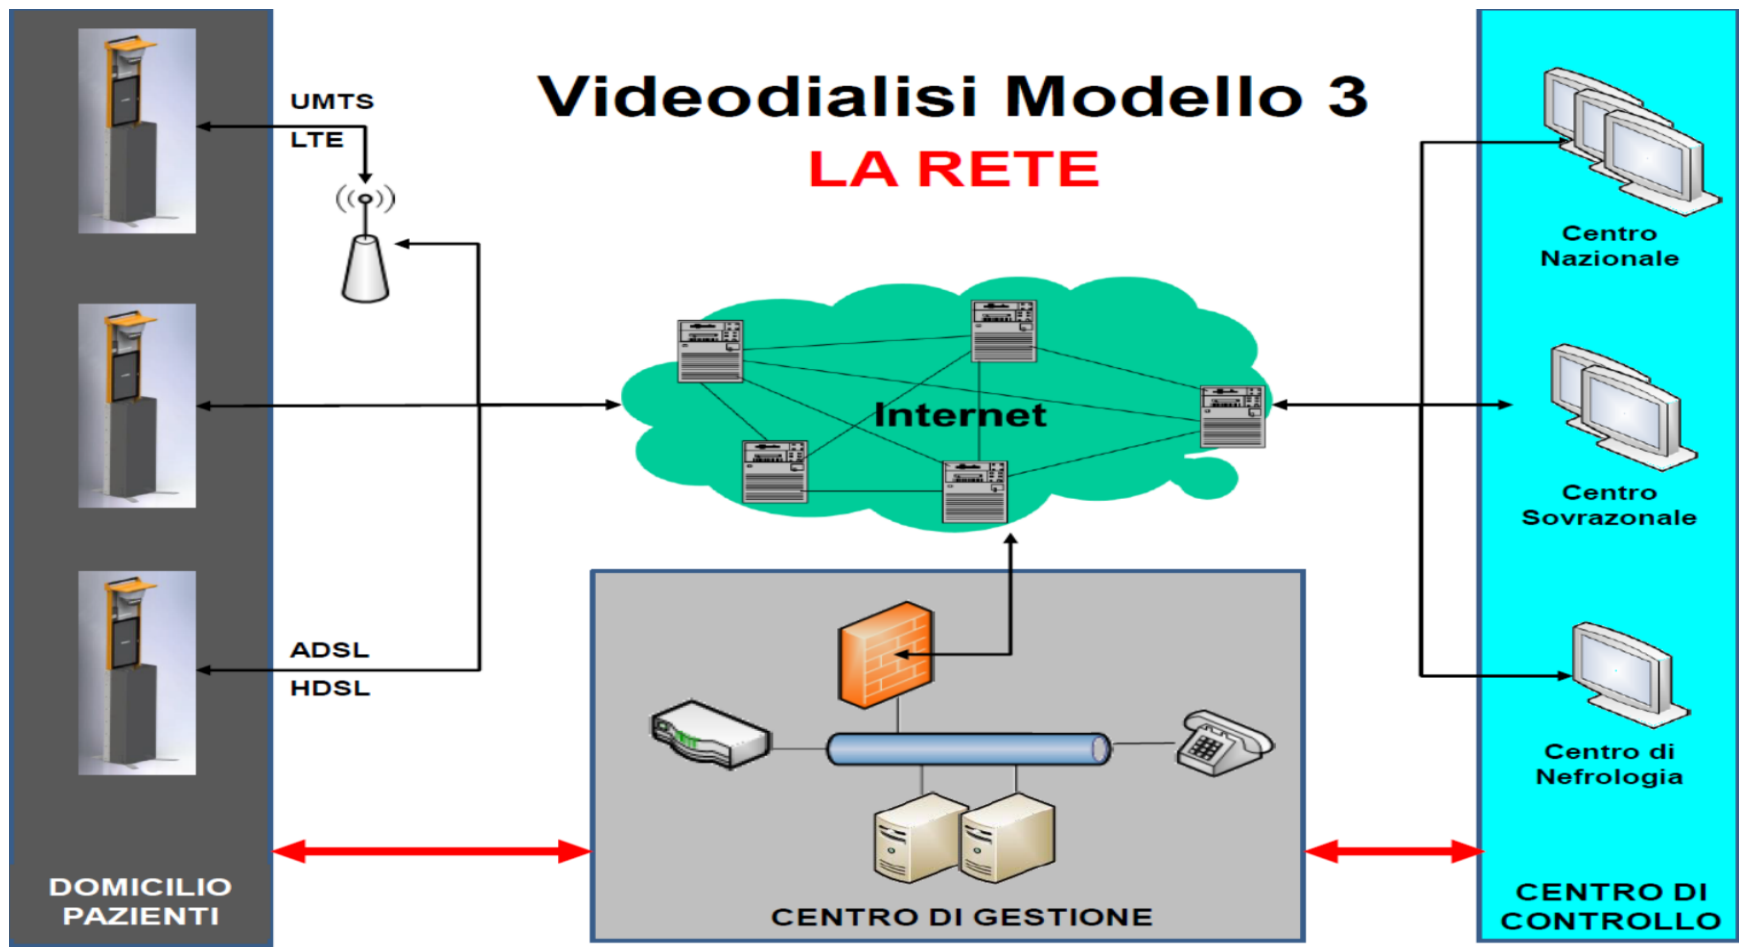 Videodialisi Modello 3
LA RETE
UMTS
LTE
ADSL
HDSL
DOMICILIO
PAZIENTI
Internet
CENTRO DI GESTIONE
Centro
Nazionale
Centro
Sovrazonale
Centro di
Nefrologia
CENTRO DI
CONTROLLO